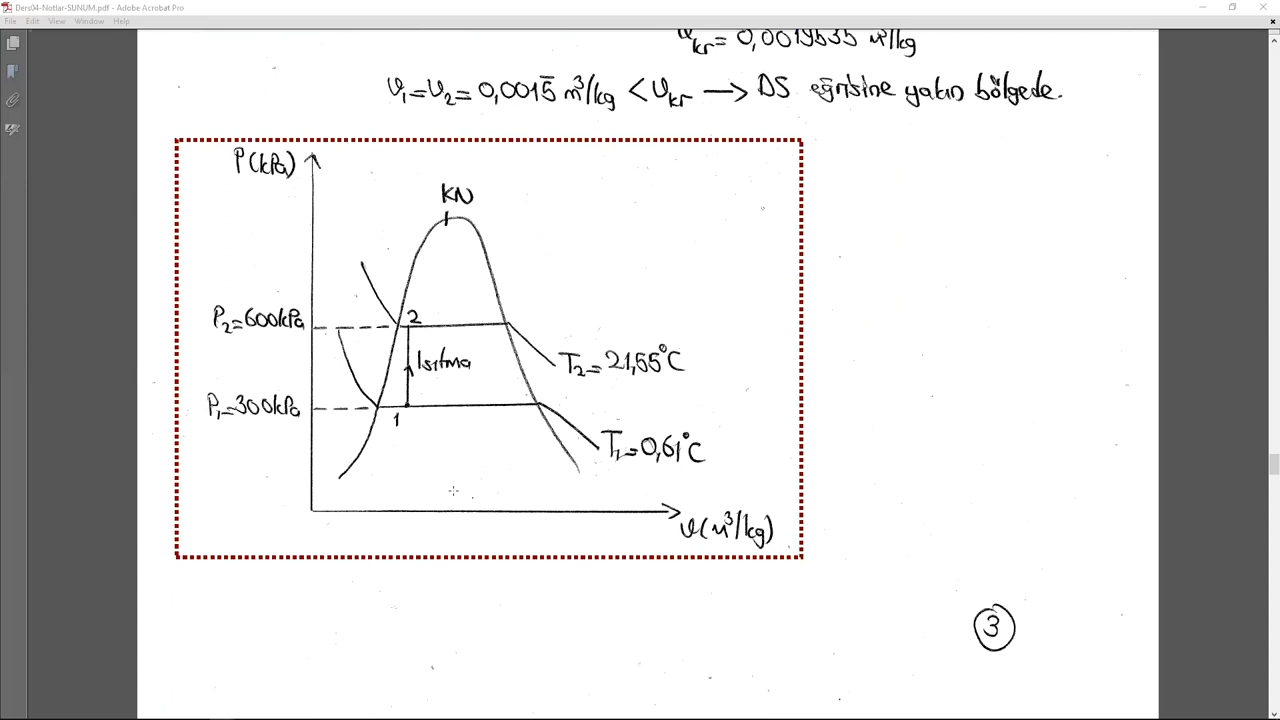 Ders04-Notlar-SUNUM.pdf - Adobe Acrobat Pro
File Edit View Window Help
υkr = 0,0019535 m³/kg
υ₁=υ₂= 0,0015 m³/kg < υkr → DS eğrisine yakın bölgede.
P(kPa)
KN
P₂=600kPa
2
Isıtma
T₂=21,55°C
P₁=300kPa
1
T₁=0,61°C
υ(m³/kg)
3